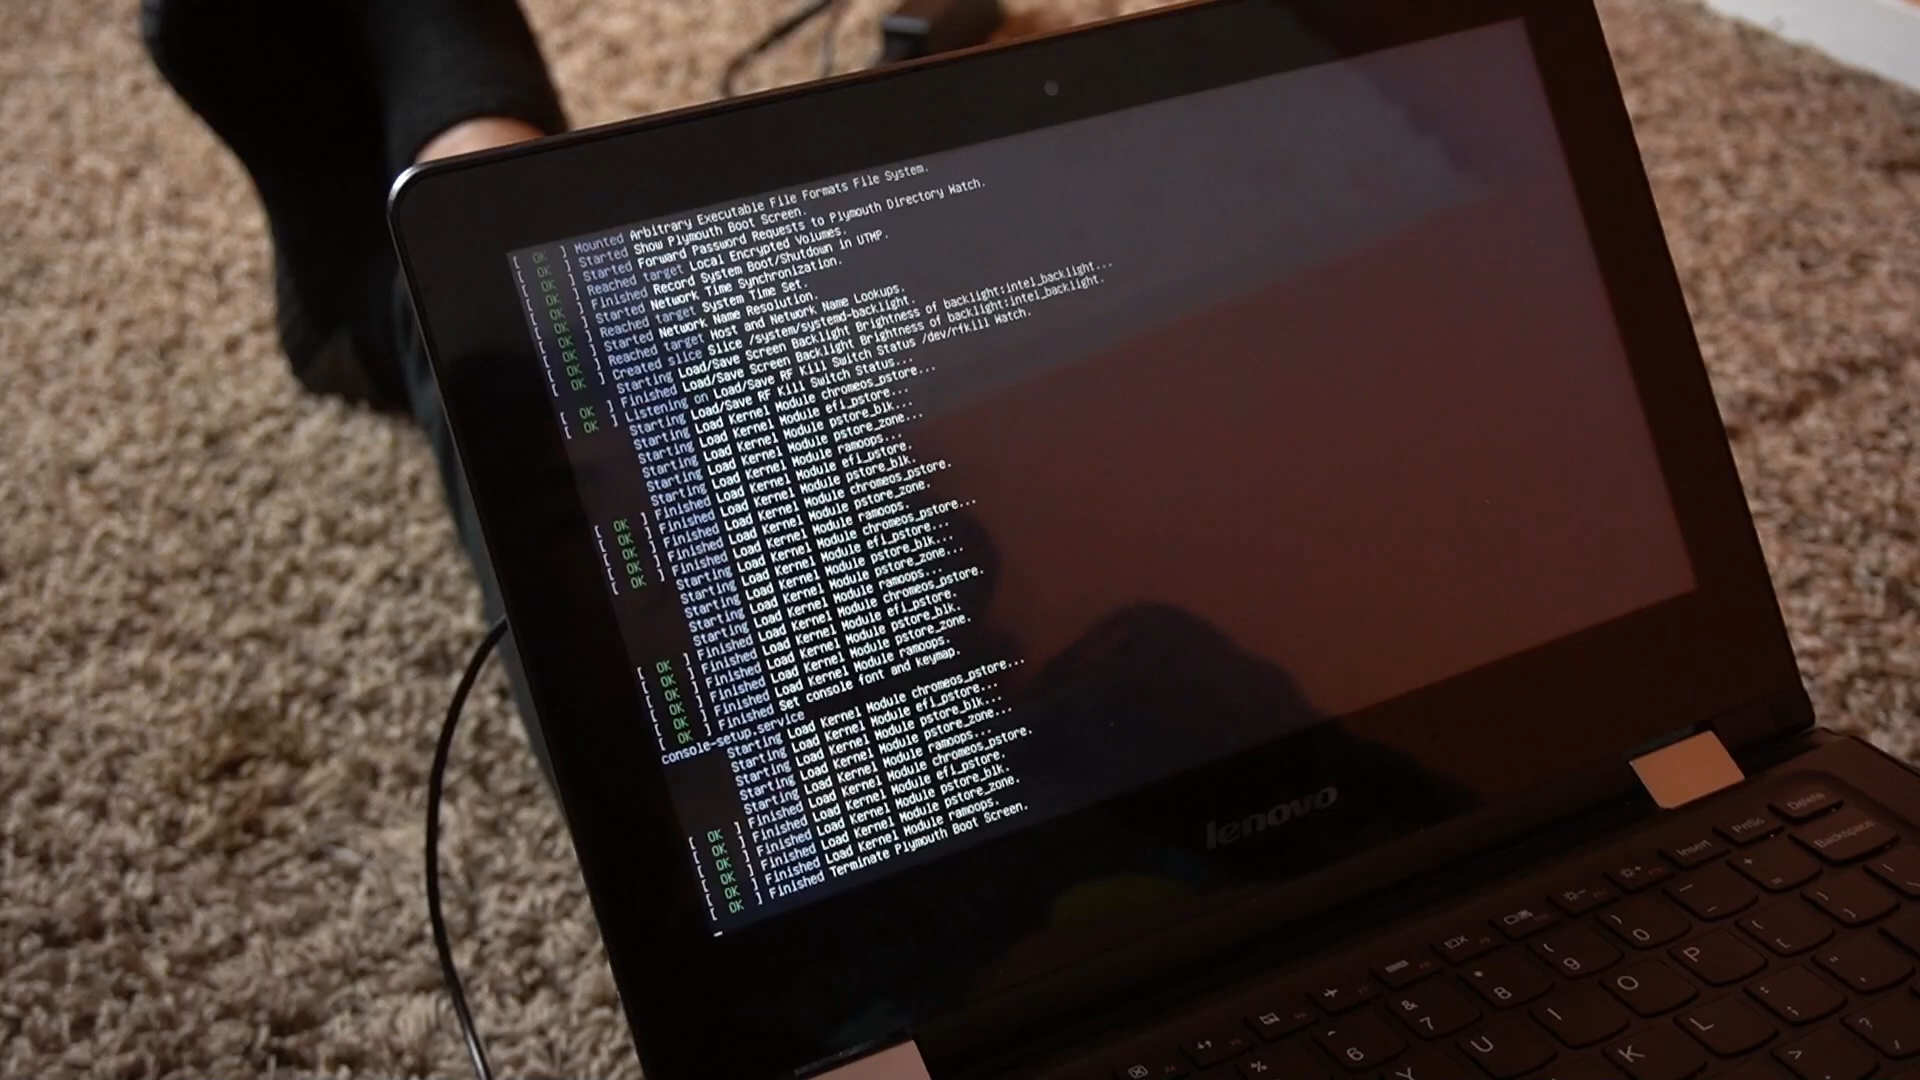 [ OK ] Mounted Arbitrary Executable File Formats File System.
[ OK ] Started Show Plymouth Boot Screen.
[ OK ] Started Forward Password Requests to Plymouth Directory Watch.
[ OK ] Reached target Local Encrypted Volumes.
[ OK ] Finished Record System Boot/Shutdown in UTMP.
[ OK ] Started Network Time Synchronization.
[ OK ] Reached target System Time Set.
[ OK ] Started Network Name Resolution.
[ OK ] Reached target Host and Network Name Lookups.
[ OK ] Created slice Slice /system/systemd-backlight.
Starting Load/Save Screen Backlight Brightness of backlight:intel_backlight...
[ OK ] Finished Load/Save Screen Backlight Brightness of backlight:intel_backlight.
[ OK ] Listening on Load/Save RF Kill Switch Status /dev/rfkill Watch.
Starting Load/Save RF Kill Switch Status...
Starting Load Kernel Module chromeos_pstore...
Starting Load Kernel Module efi_pstore...
Starting Load Kernel Module pstore_blk...
Starting Load Kernel Module pstore_zone...
Starting Load Kernel Module ramoops...
[ OK ] Finished Load Kernel Module efi_pstore.
[ OK ] Finished Load Kernel Module pstore_blk.
[ OK ] Finished Load Kernel Module chromeos_pstore.
[ OK ] Finished Load Kernel Module pstore_zone.
[ OK ] Finished Load Kernel Module ramoops.
Starting Load Kernel Module chromeos_pstore...
Starting Load Kernel Module efi_pstore...
Starting Load Kernel Module pstore_blk...
Starting Load Kernel Module pstore_zone...
Starting Load Kernel Module ramoops...
[ OK ] Finished Load Kernel Module chromeos_pstore.
[ OK ] Finished Load Kernel Module efi_pstore.
[ OK ] Finished Load Kernel Module pstore_blk.
[ OK ] Finished Load Kernel Module pstore_zone.
[ OK ] Finished Load Kernel Module ramoops.
[ OK ] Finished Set console font and keymap.
console-setup.service
Starting Load Kernel Module chromeos_pstore...
Starting Load Kernel Module efi_pstore...
Starting Load Kernel Module pstore_blk...
Starting Load Kernel Module pstore_zone...
Starting Load Kernel Module ramoops...
[ OK ] Finished Load Kernel Module chromeos_pstore.
[ OK ] Finished Load Kernel Module efi_pstore.
[ OK ] Finished Load Kernel Module pstore_blk.
[ OK ] Finished Load Kernel Module pstore_zone.
[ OK ] Finished Load Kernel Module ramoops.
[ OK ] Finished Terminate Plymouth Boot Screen.
lenovo
Insert PrtSc Delete
Backspace
6 & 7 * 8 ( 9 ) 0
U I O P
K L